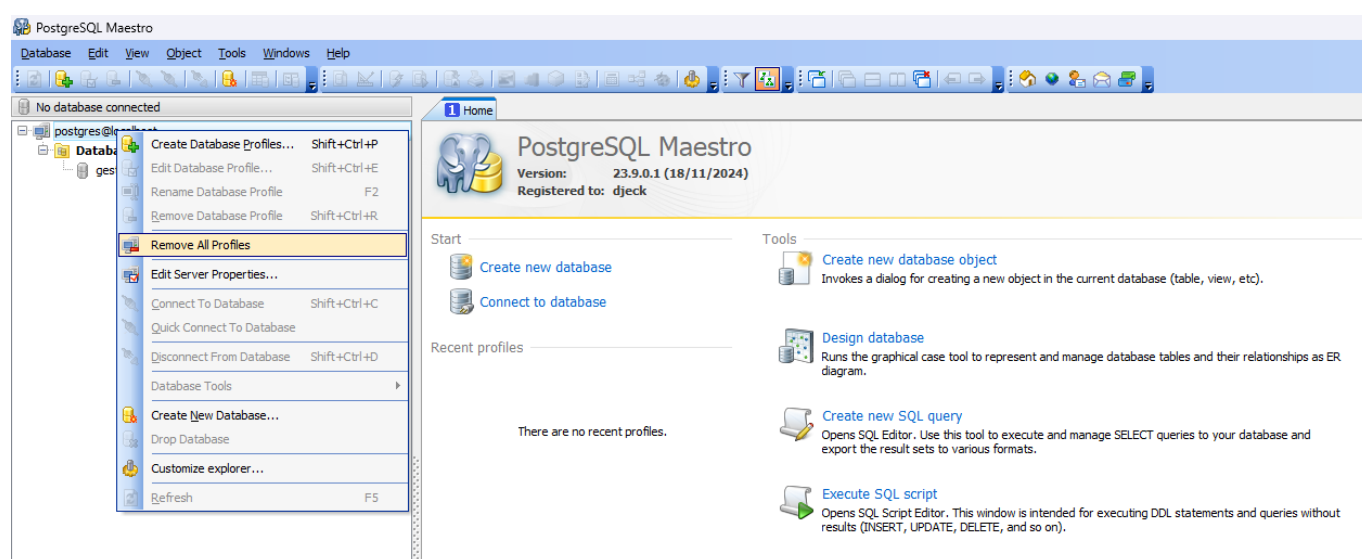 PostgreSQL Maestro
Database Edit View Object Tools Windows Help
No database connected
1 Home
Create Database Profiles... Shift+Ctrl+P
Edit Database Profile... Shift+Ctrl+E
Rename Database Profile F2
Remove Database Profile Shift+Ctrl+R
Remove All Profiles
Edit Server Properties...
Connect To Database Shift+Ctrl+C
Quick Connect To Database
Disconnect From Database Shift+Ctrl+D
Database Tools
Create New Database...
Drop Database
Customize explorer...
Refresh F5
PostgreSQL Maestro
Version: 23.9.0.1 (18/11/2024)
Registered to: djeck
Start
Create new database
Connect to database
Recent profiles
There are no recent profiles.
Tools
Create new database object
Invokes a dialog for creating a new object in the current database (table, view, etc).
Design database
Runs the graphical case tool to represent and manage database tables and their relationships as ER
diagram.
Create new SQL query
Opens SQL Editor. Use this tool to execute and manage SELECT queries to your database and
export the result sets to various formats.
Execute SQL script
Opens SQL Script Editor. This window is intended for executing DDL statements and queries without
results (INSERT, UPDATE, DELETE, and so on).